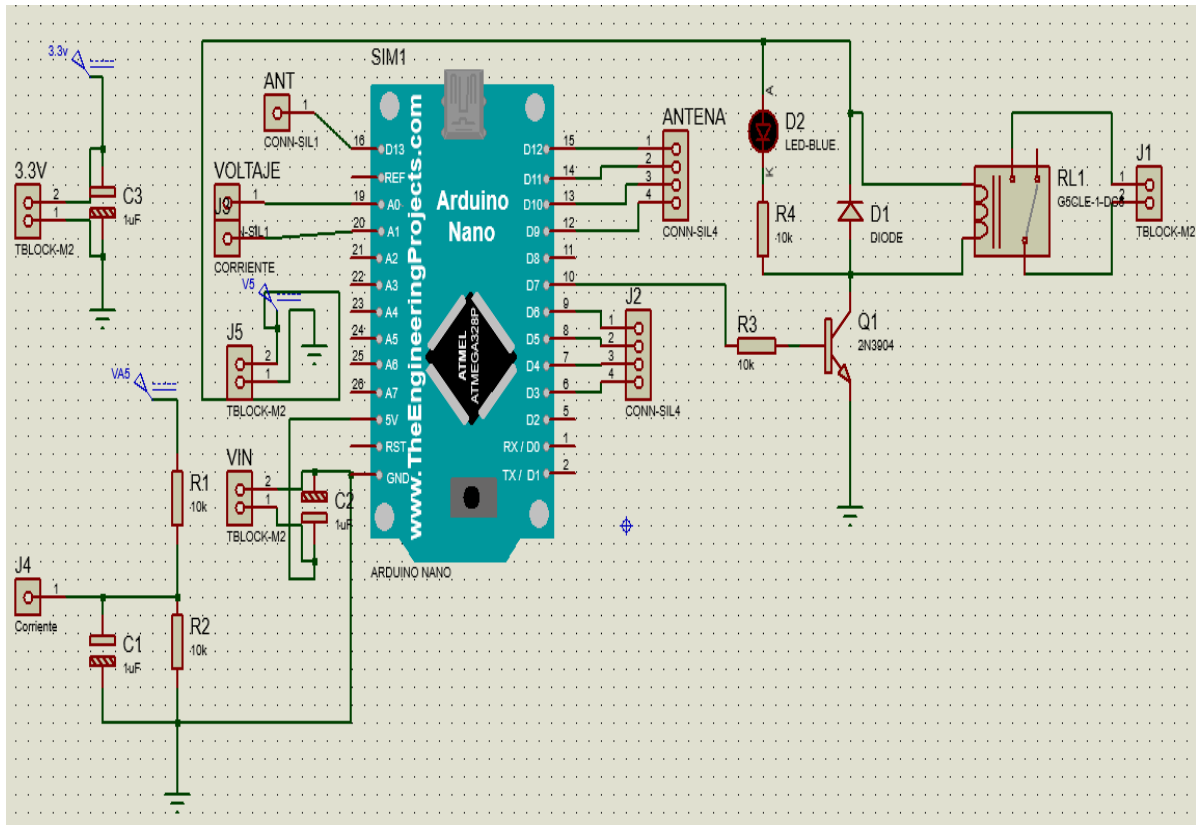 SIM1
3.3v
ANT
1
CONN-SIL1
3.3V
2
1
TBLOCK-M2
C3
1uF
VOLTAJE
1
J3
CORRIENTE
V5
J5
2
1
TBLOCK-M2
VA5
R1
10k
VIN
2
1
TBLOCK-M2
C2
1uF
J4
1
Corriente
C1
1uF
R2
10k
16
19
20
21
22
23
24
25
26
D13
REF
A0
A1
A2
A3
A4
A5
A6
A7
5V
RST
GND
www.TheEngineeringProjects.com
Arduino
Nano
ATMEL
ATMEGA328P
ARDUINO NANO
D12
D11
D10
D9
D8
D7
D6
D5
D4
D3
D2
RX / D0
TX / D1
15
14
13
12
11
10
9
8
7
6
5
1
2
ANTENA
1
2
3
4
CONN-SIL4
J2
1
2
3
4
CONN-SIL4
A
D2
LED-BLUE
K
R4
10k
D1
DIODE
R3
10k
Q1
2N3904
RL1
J1
1
2
TBLOCK-M2